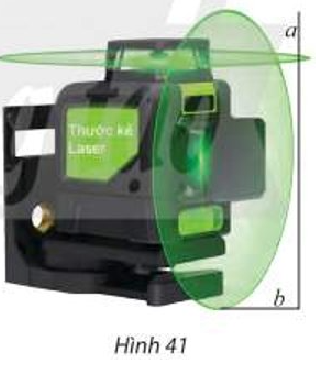 a
Thước kẻ
Laser
b
Hình 41